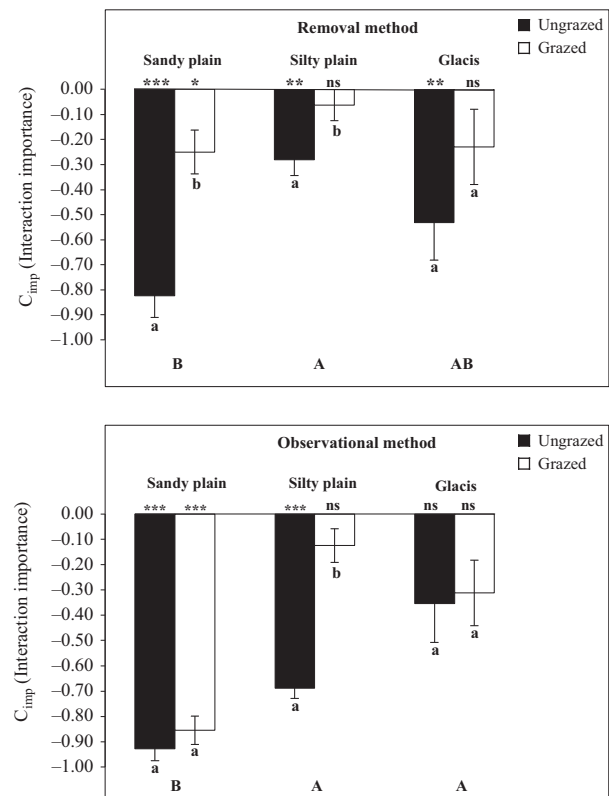 Removal method
Ungrazed
Grazed
Sandy plain Silty plain Glacis
*** * ** ns ** ns
0.00
–0.10
–0.20
–0.30
–0.40
–0.50
–0.60
–0.70
–0.80
–0.90
–1.00
C_imp (Interaction importance)
a b a b a a
B A AB
Observational method
Ungrazed
Grazed
Sandy plain Silty plain Glacis
*** *** *** ns ns ns
0.00
–0.10
–0.20
–0.30
–0.40
–0.50
–0.60
–0.70
–0.80
–0.90
–1.00
C_imp (Interaction importance)
a a a b a a
B A A